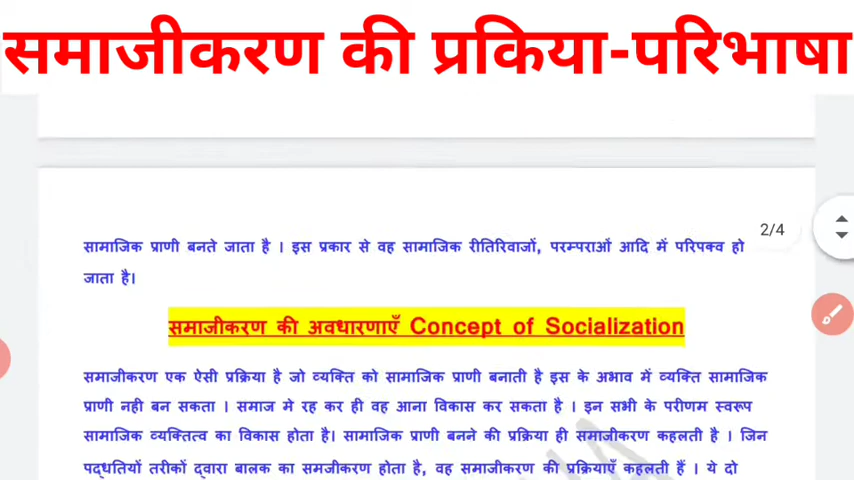 समाजीकरण की प्रकिया-परिभाषा
सामाजिक प्राणी बनते जाता है । इस प्रकार से वह सामाजिक रीतिरिवाजों, परम्पराओं आदि में परिपक्व हो
2/4
जाता है।
समाजीकरण की अवधारणाएँ Concept of Socialization
समाजीकरण एक ऐसी प्रक्रिया है जो व्यक्ति को सामाजिक प्राणी बनाती है इस के अभाव में व्यक्ति सामाजिक
प्राणी नही बन सकता । समाज मे रह कर ही वह आना विकास कर सकता है । इन सभी के परीणम स्वरूप
सामाजिक व्यक्तित्व का विकास होता है। सामाजिक प्राणी बनने की प्रक्रिया ही समाजीकरण कहलती है । जिन
पद्धतियों तरीकों द्वारा बालक का समजीकरण होता है, वह समाजीकरण की प्रक्रियाएँ कहलती हैं । ये दो